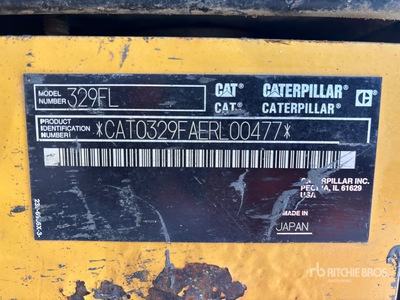 MODEL NUMBER 329FL
CAT CATERPILLAR
CAT CATERPILLAR C
PRODUCT IDENTIFICATION NUMBER *CAT0329FAERL00477*
CATERPILLAR INC.
PEORIA, IL 61629
USA
MADE IN
JAPAN
rb RITCHIE BROS